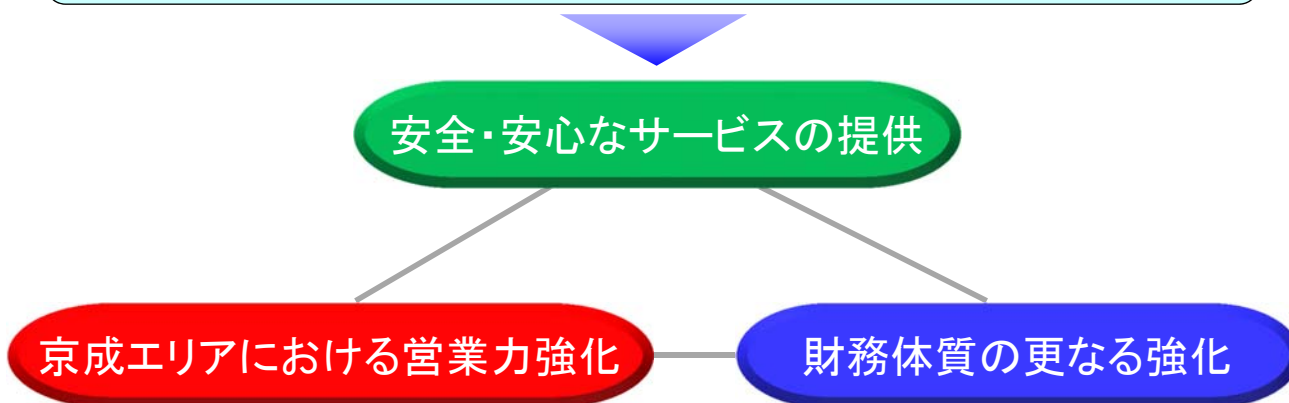 安全・安心なサービスの提供
京成エリアにおける営業力強化
財務体質の更なる強化